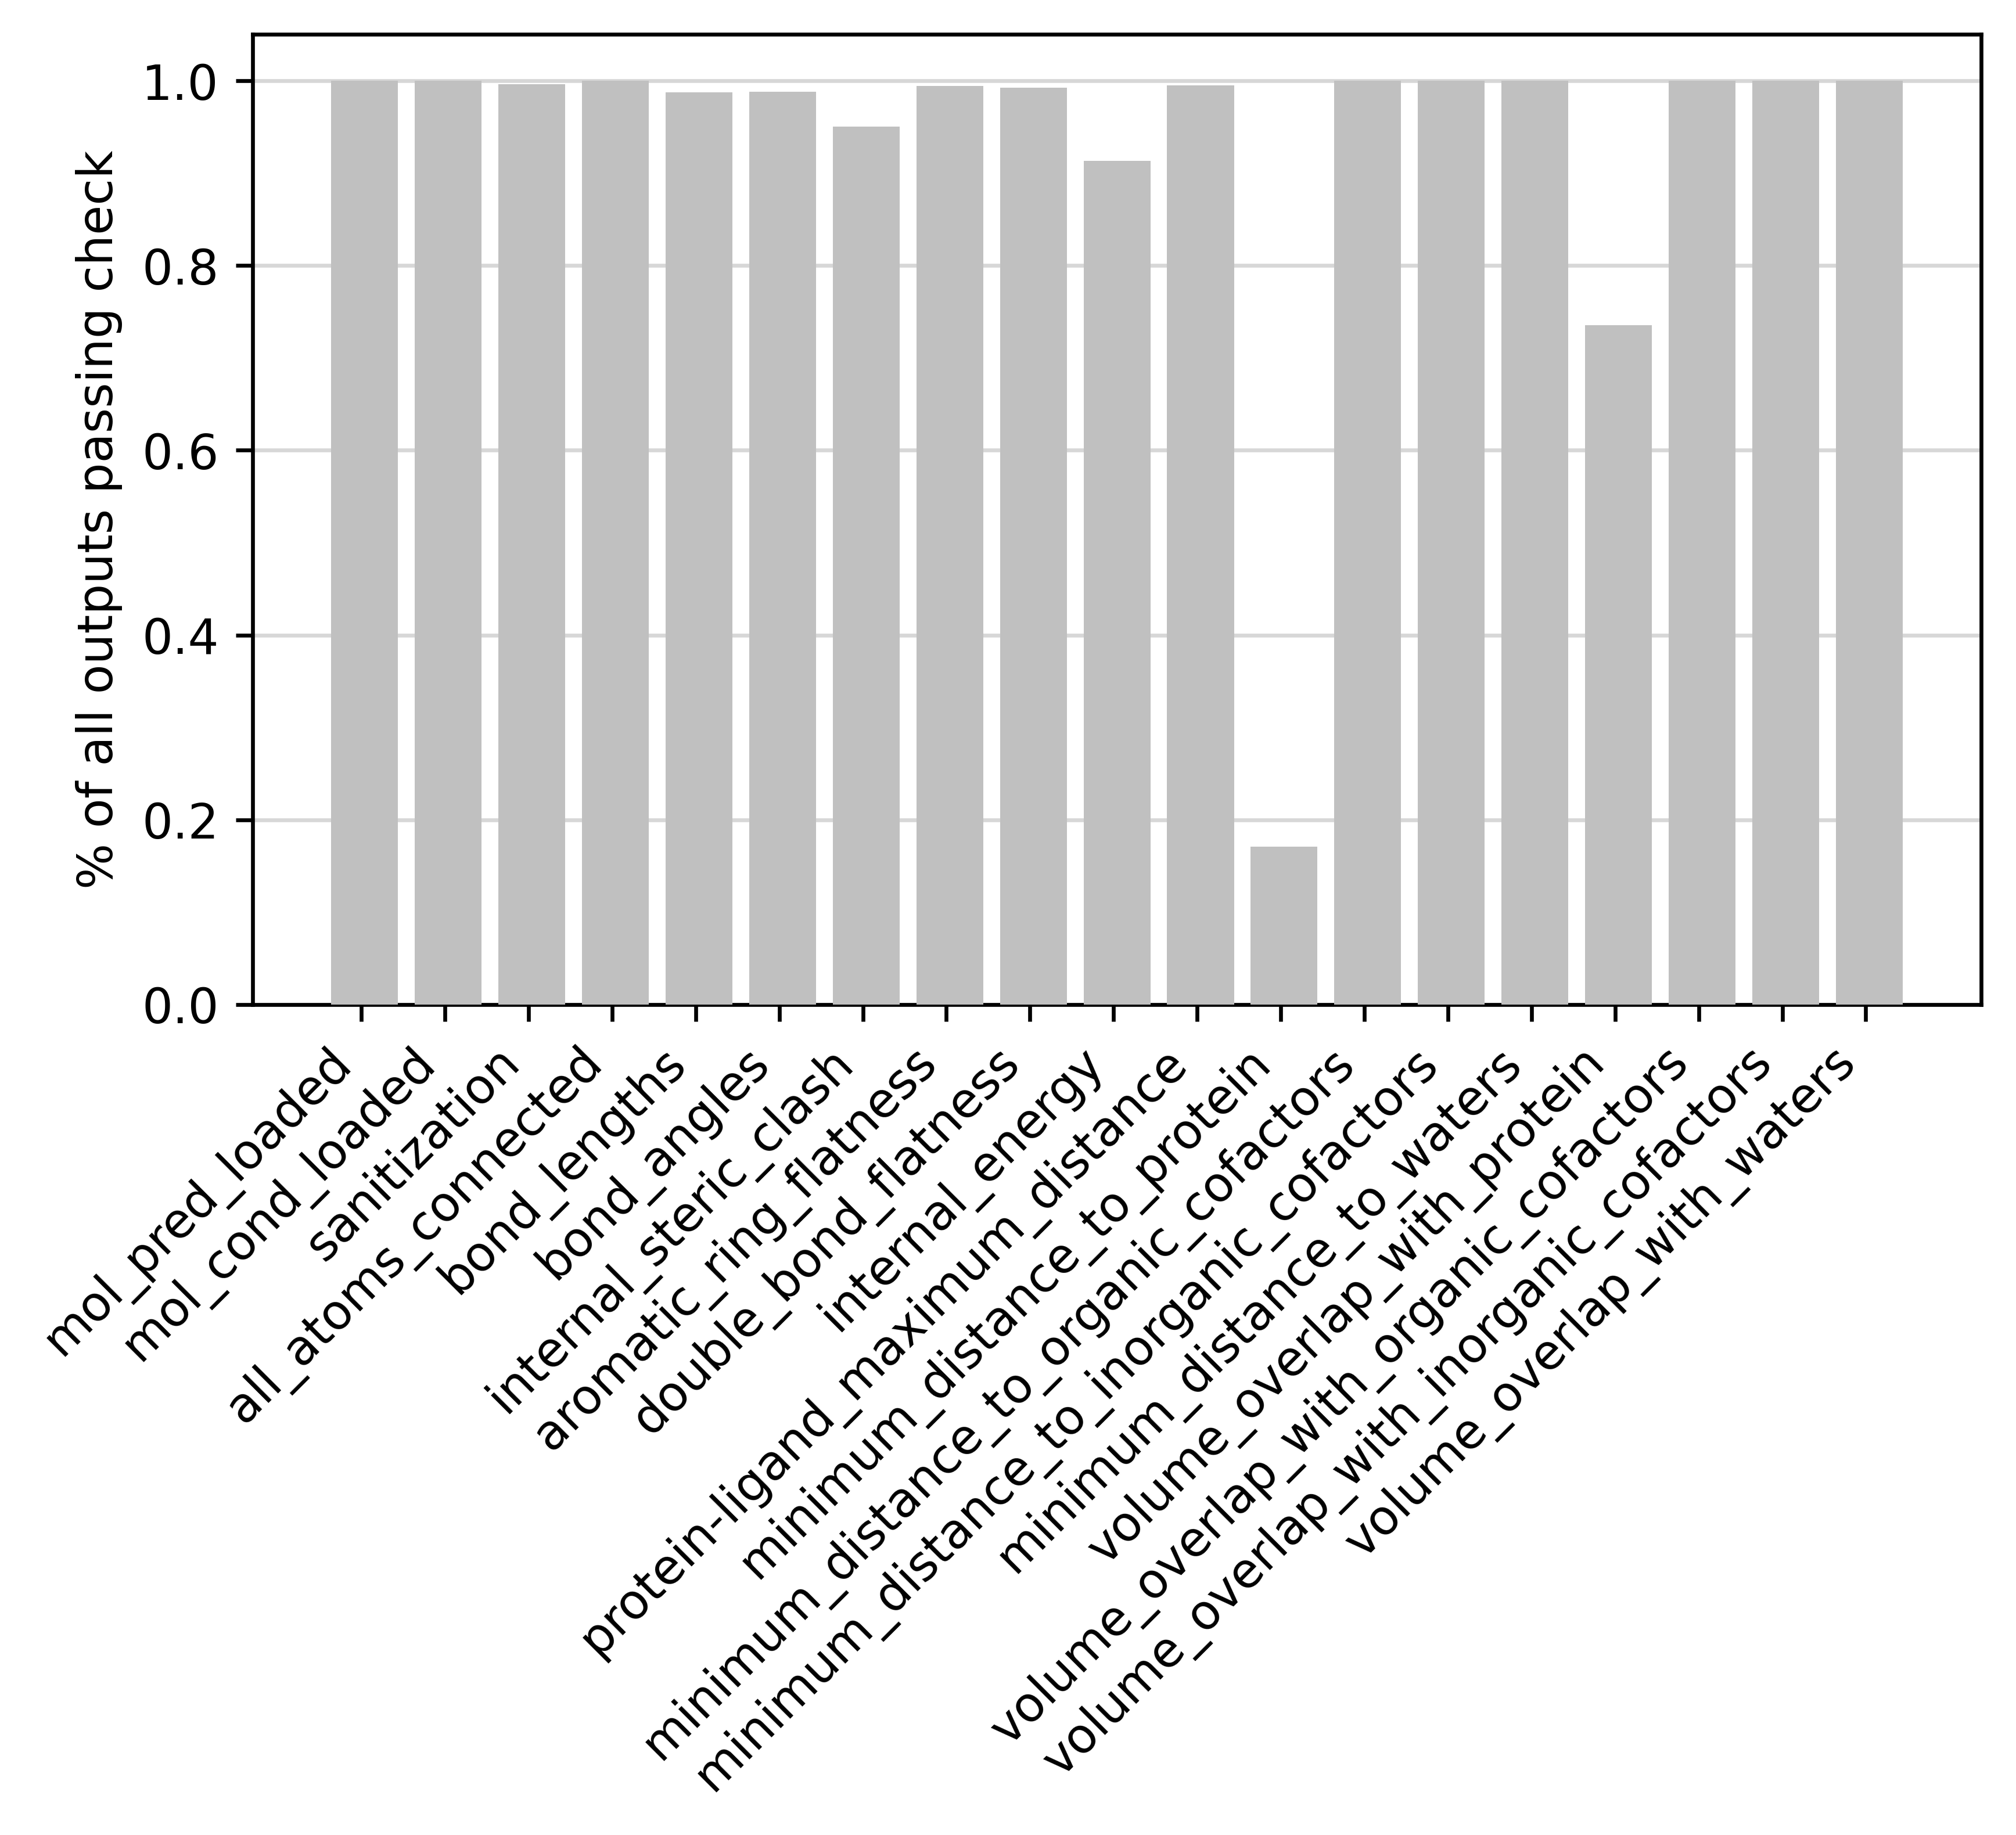 % of all outputs passing check
1.0
0.8
0.6
0.4
0.2
0.0
mol_pred_loaded
mol_cond_loaded
sanitization
all_atoms_connected
bond_lengths
bond_angles
internal_steric_clash
aromatic_ring_flatness
double_bond_flatness
internal_energy
protein-ligand_maximum_distance
minimum_distance_to_protein
minimum_distance_to_organic_cofactors
minimum_distance_to_inorganic_cofactors
minimum_distance_to_waters
volume_overlap_with_protein
volume_overlap_with_organic_cofactors
volume_overlap_with_inorganic_cofactors
volume_overlap_with_waters